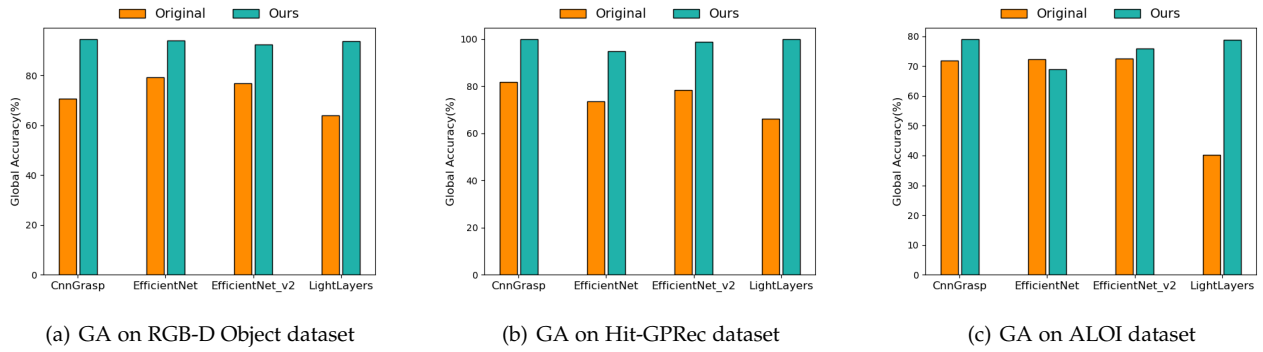 Original Ours
Global Accuracy(%)
80
60
40
20
0
CnnGrasp EfficientNet EfficientNet_v2 LightLayers
(a) GA on RGB-D Object dataset
Original Ours
Global Accuracy(%)
100
80
60
40
20
0
CnnGrasp EfficientNet EfficientNet_v2 LightLayers
(b) GA on Hit-GPRec dataset
Original Ours
Global Accuracy(%)
80
70
60
50
40
30
20
10
0
CnnGrasp EfficientNet EfficientNet_v2 LightLayers
(c) GA on ALOI dataset